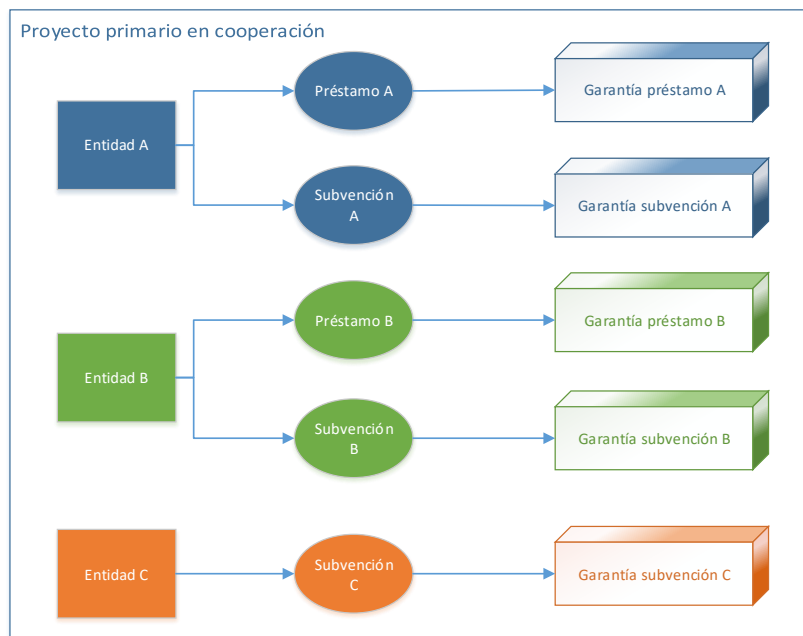 Proyecto primario en cooperación
Préstamo A
Garantía préstamo A
Entidad A
Subvención
A
Garantía subvención A
Préstamo B
Garantía préstamo B
Entidad B
Subvención
B
Garantía subvención B
Entidad C
Subvención
C
Garantía subvención C